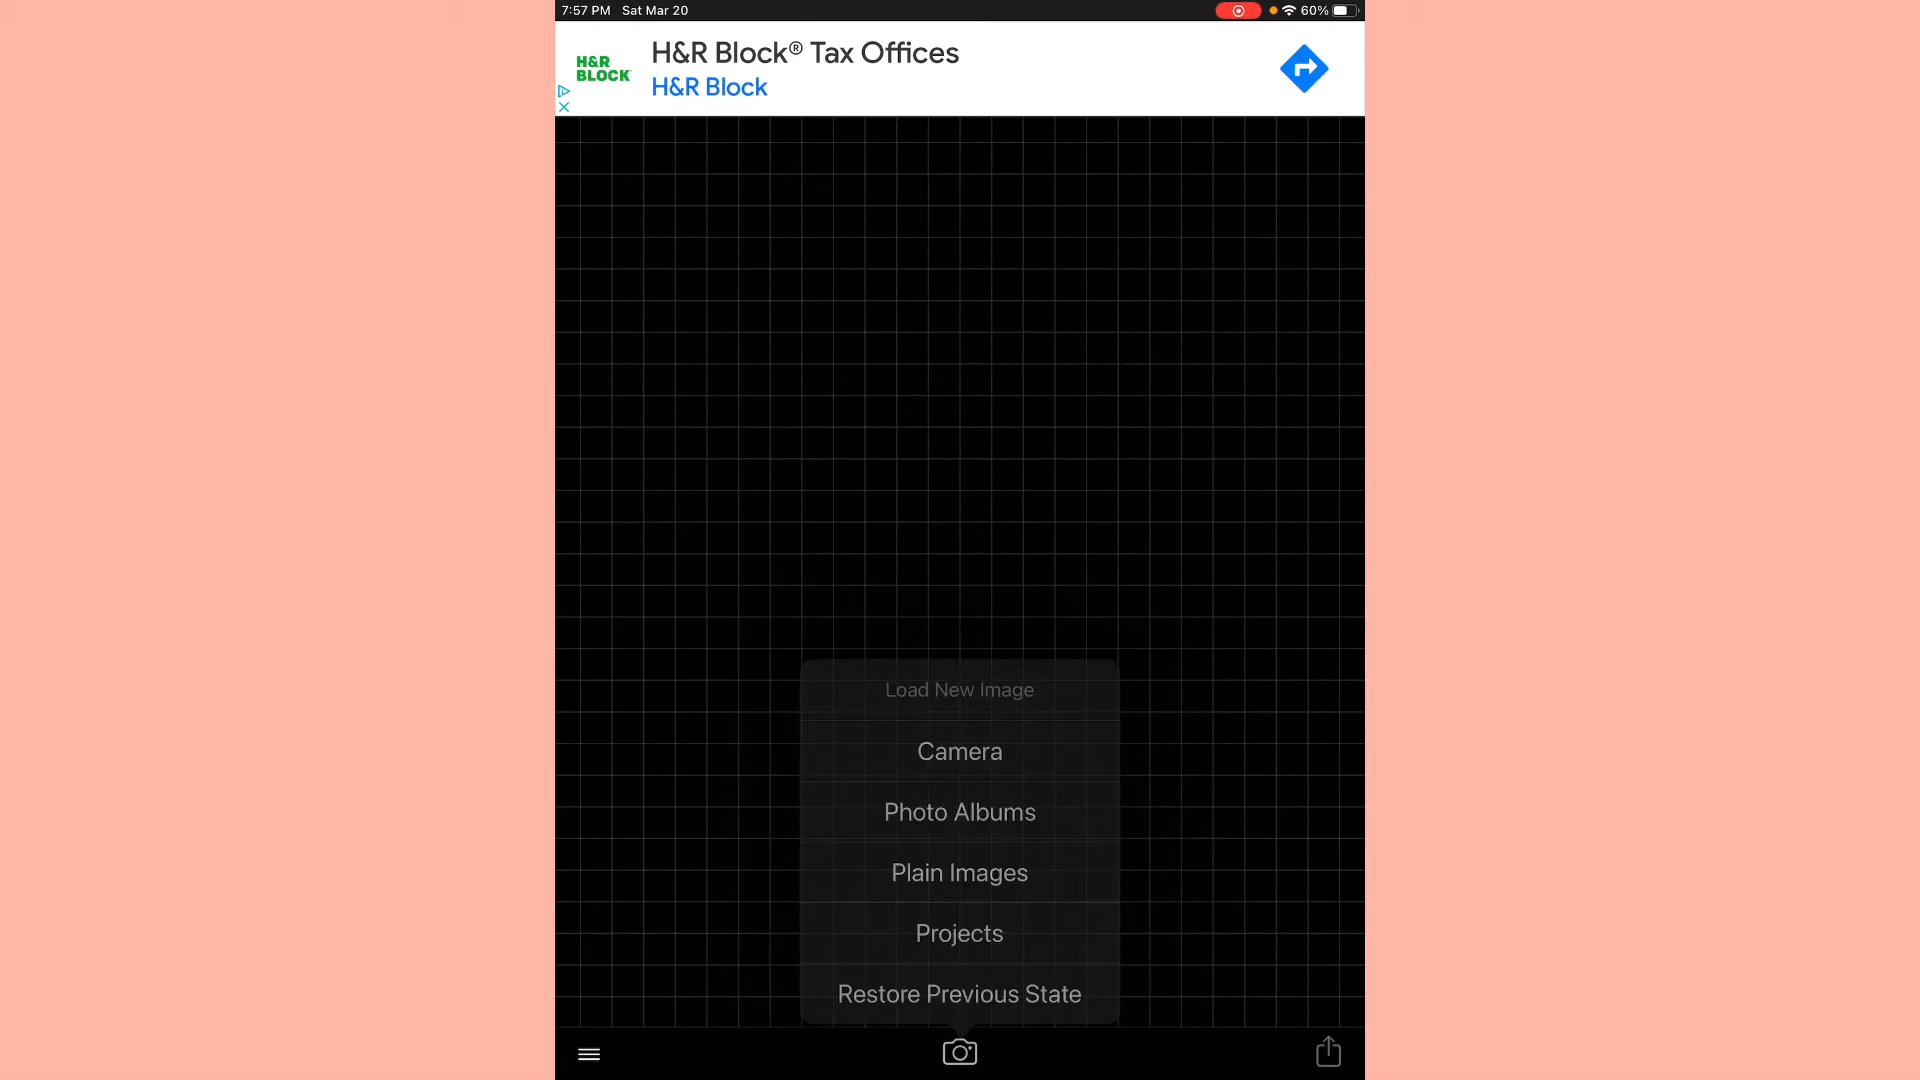 7:57 PM Sat Mar 20
60%
H&R
BLOCK
H&R Block® Tax Offices
H&R Block
Load New Image
Camera
Photo Albums
Plain Images
Projects
Restore Previous State